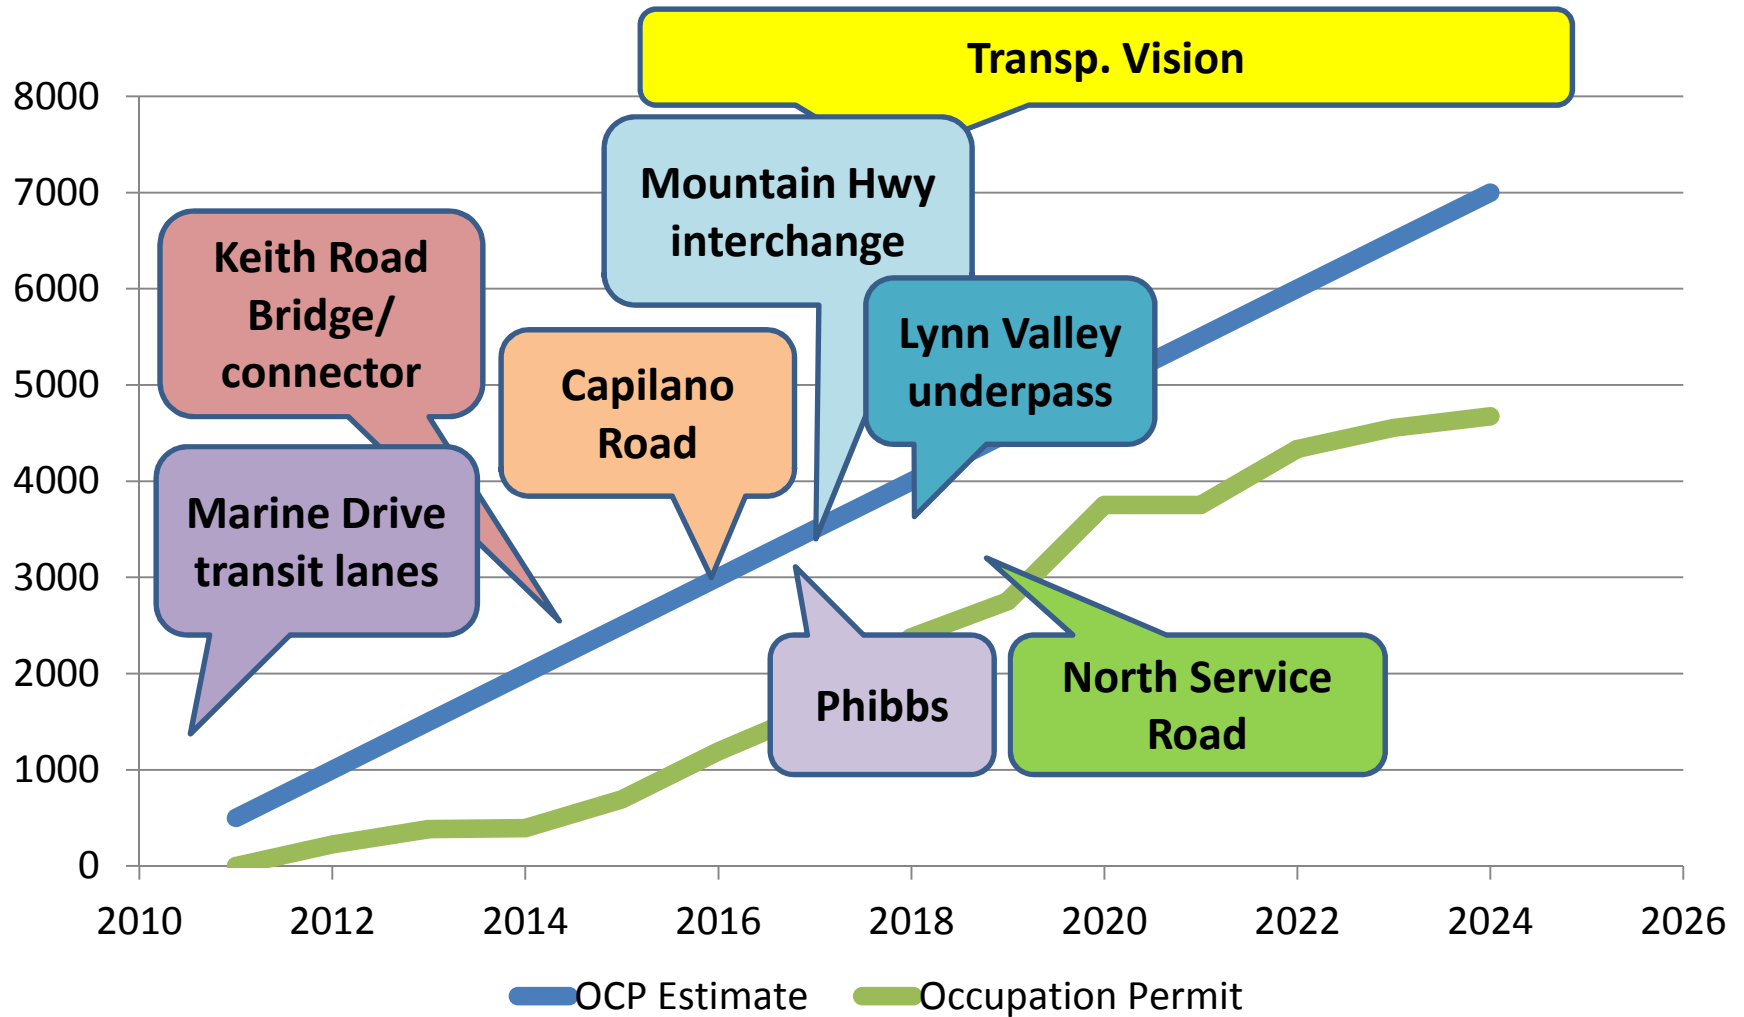 Transp. Vision
8000
7000
6000
5000
4000
3000
2000
1000
0
Mountain Hwy
interchange
Keith Road
Bridge/
connector
Lynn Valley
underpass
Capilano
Road
Marine Drive
transit lanes
Phibbs
North Service
Road
2010 2012 2014 2016 2018 2020 2022 2024 2026
OCP Estimate Occupation Permit